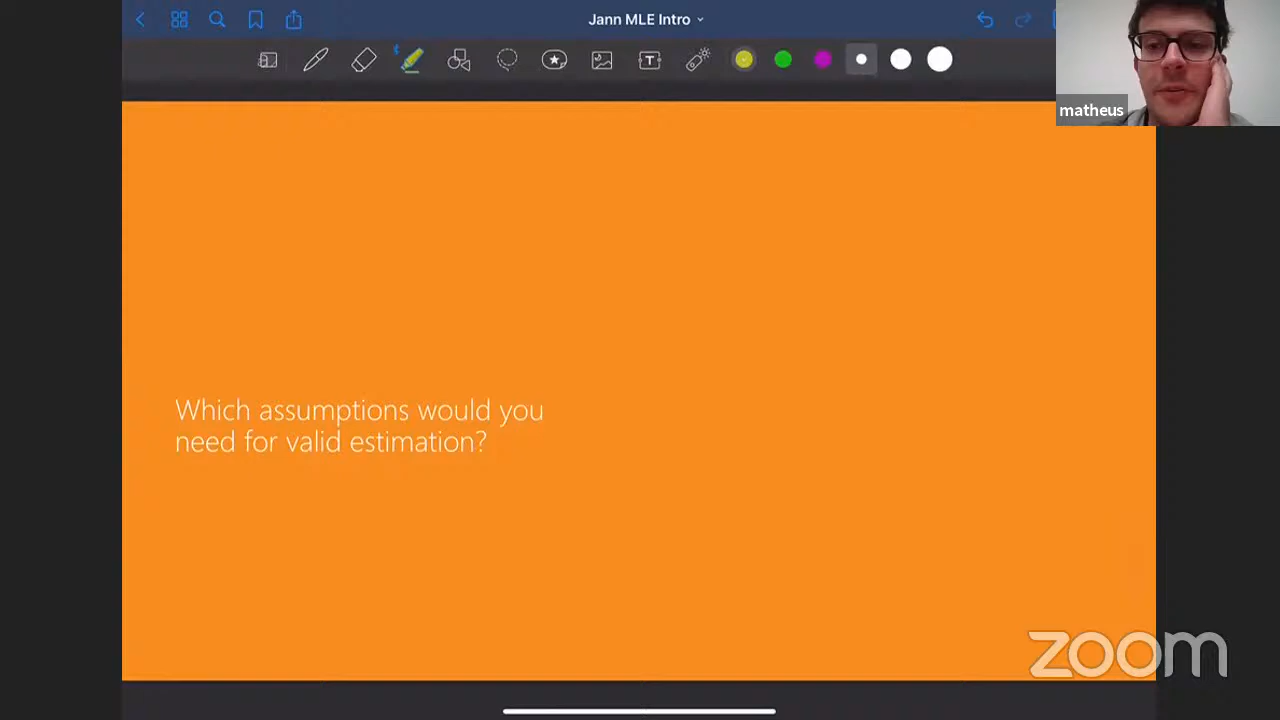 Jann MLE Intro
matheus
Which assumptions would you
need for valid estimation?
zoom